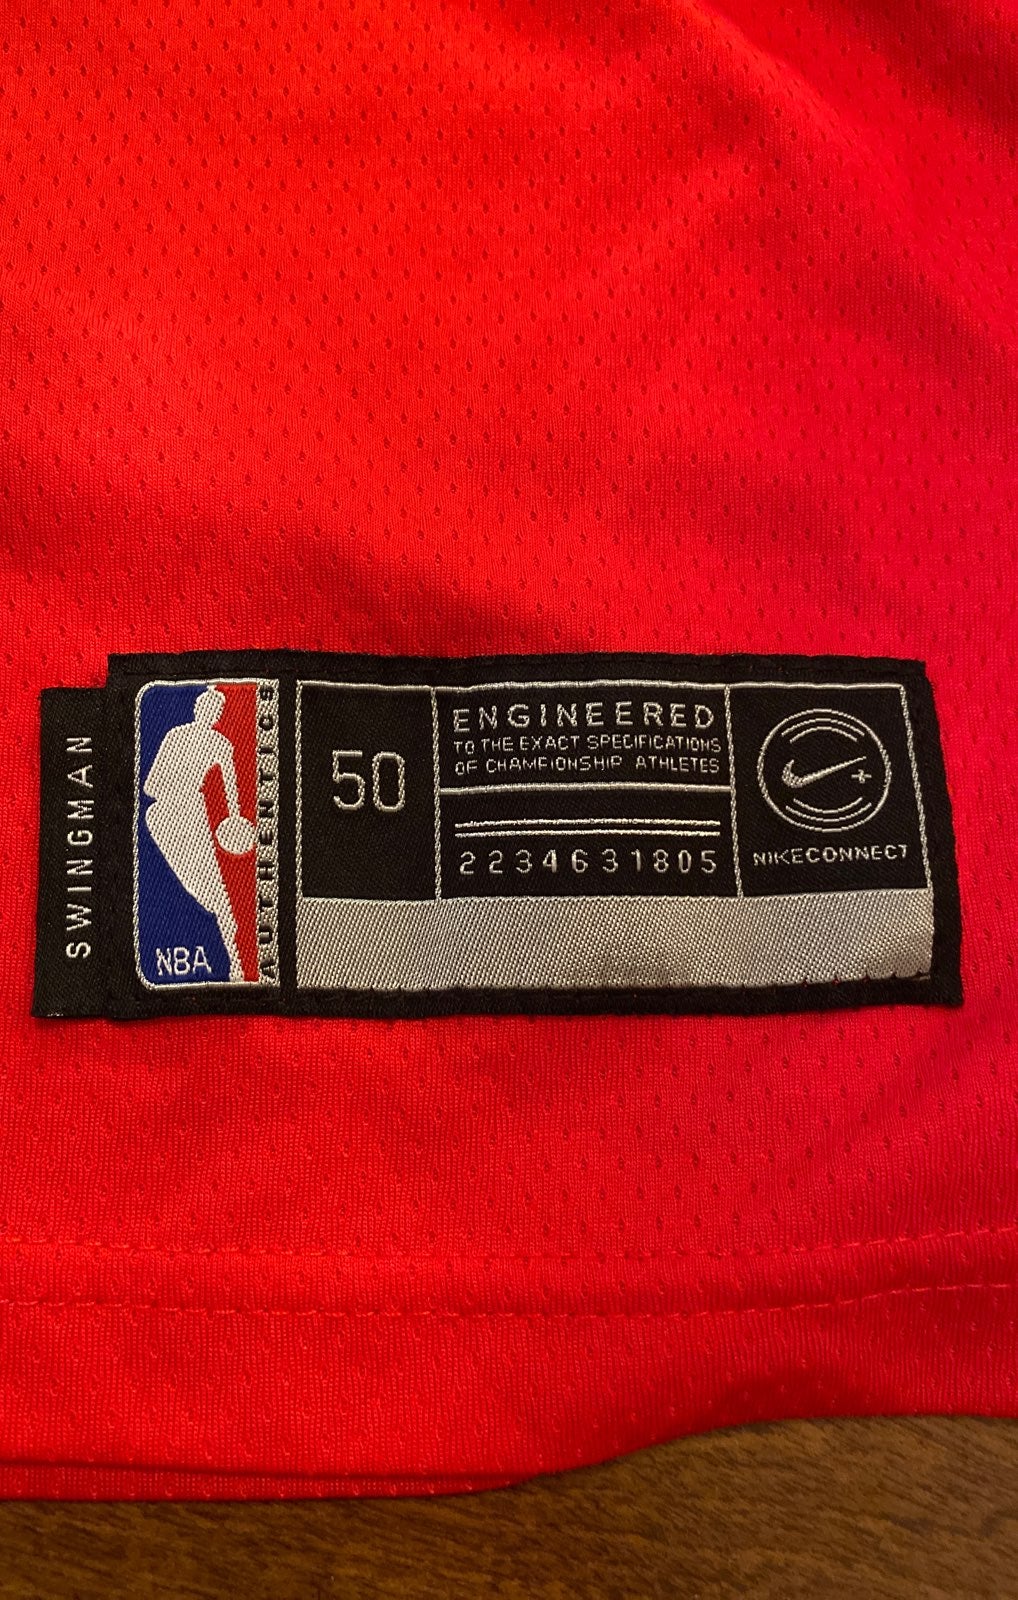 SWINGMAN
NBA
AUTHENTICS
50
ENGINEERED
TO THE EXACT SPECIFICATIONS
OF CHAMPIONSHIP ATHLETES
2234631805
NIKECONNECT